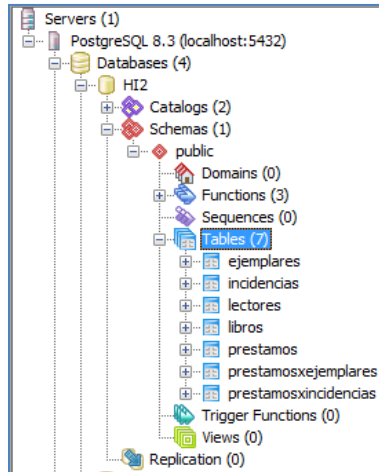 Servers (1)
PostgreSQL 8.3 (localhost:5432)
Databases (4)
HI2
Catalogs (2)
Schemas (1)
public
Domains (0)
Functions (3)
Sequences (0)
Tables (7)
ejemplares
incidencias
lectores
libros
prestamos
prestamosxejemplares
prestamosxincidencias
Trigger Functions (0)
Views (0)
Replication (0)